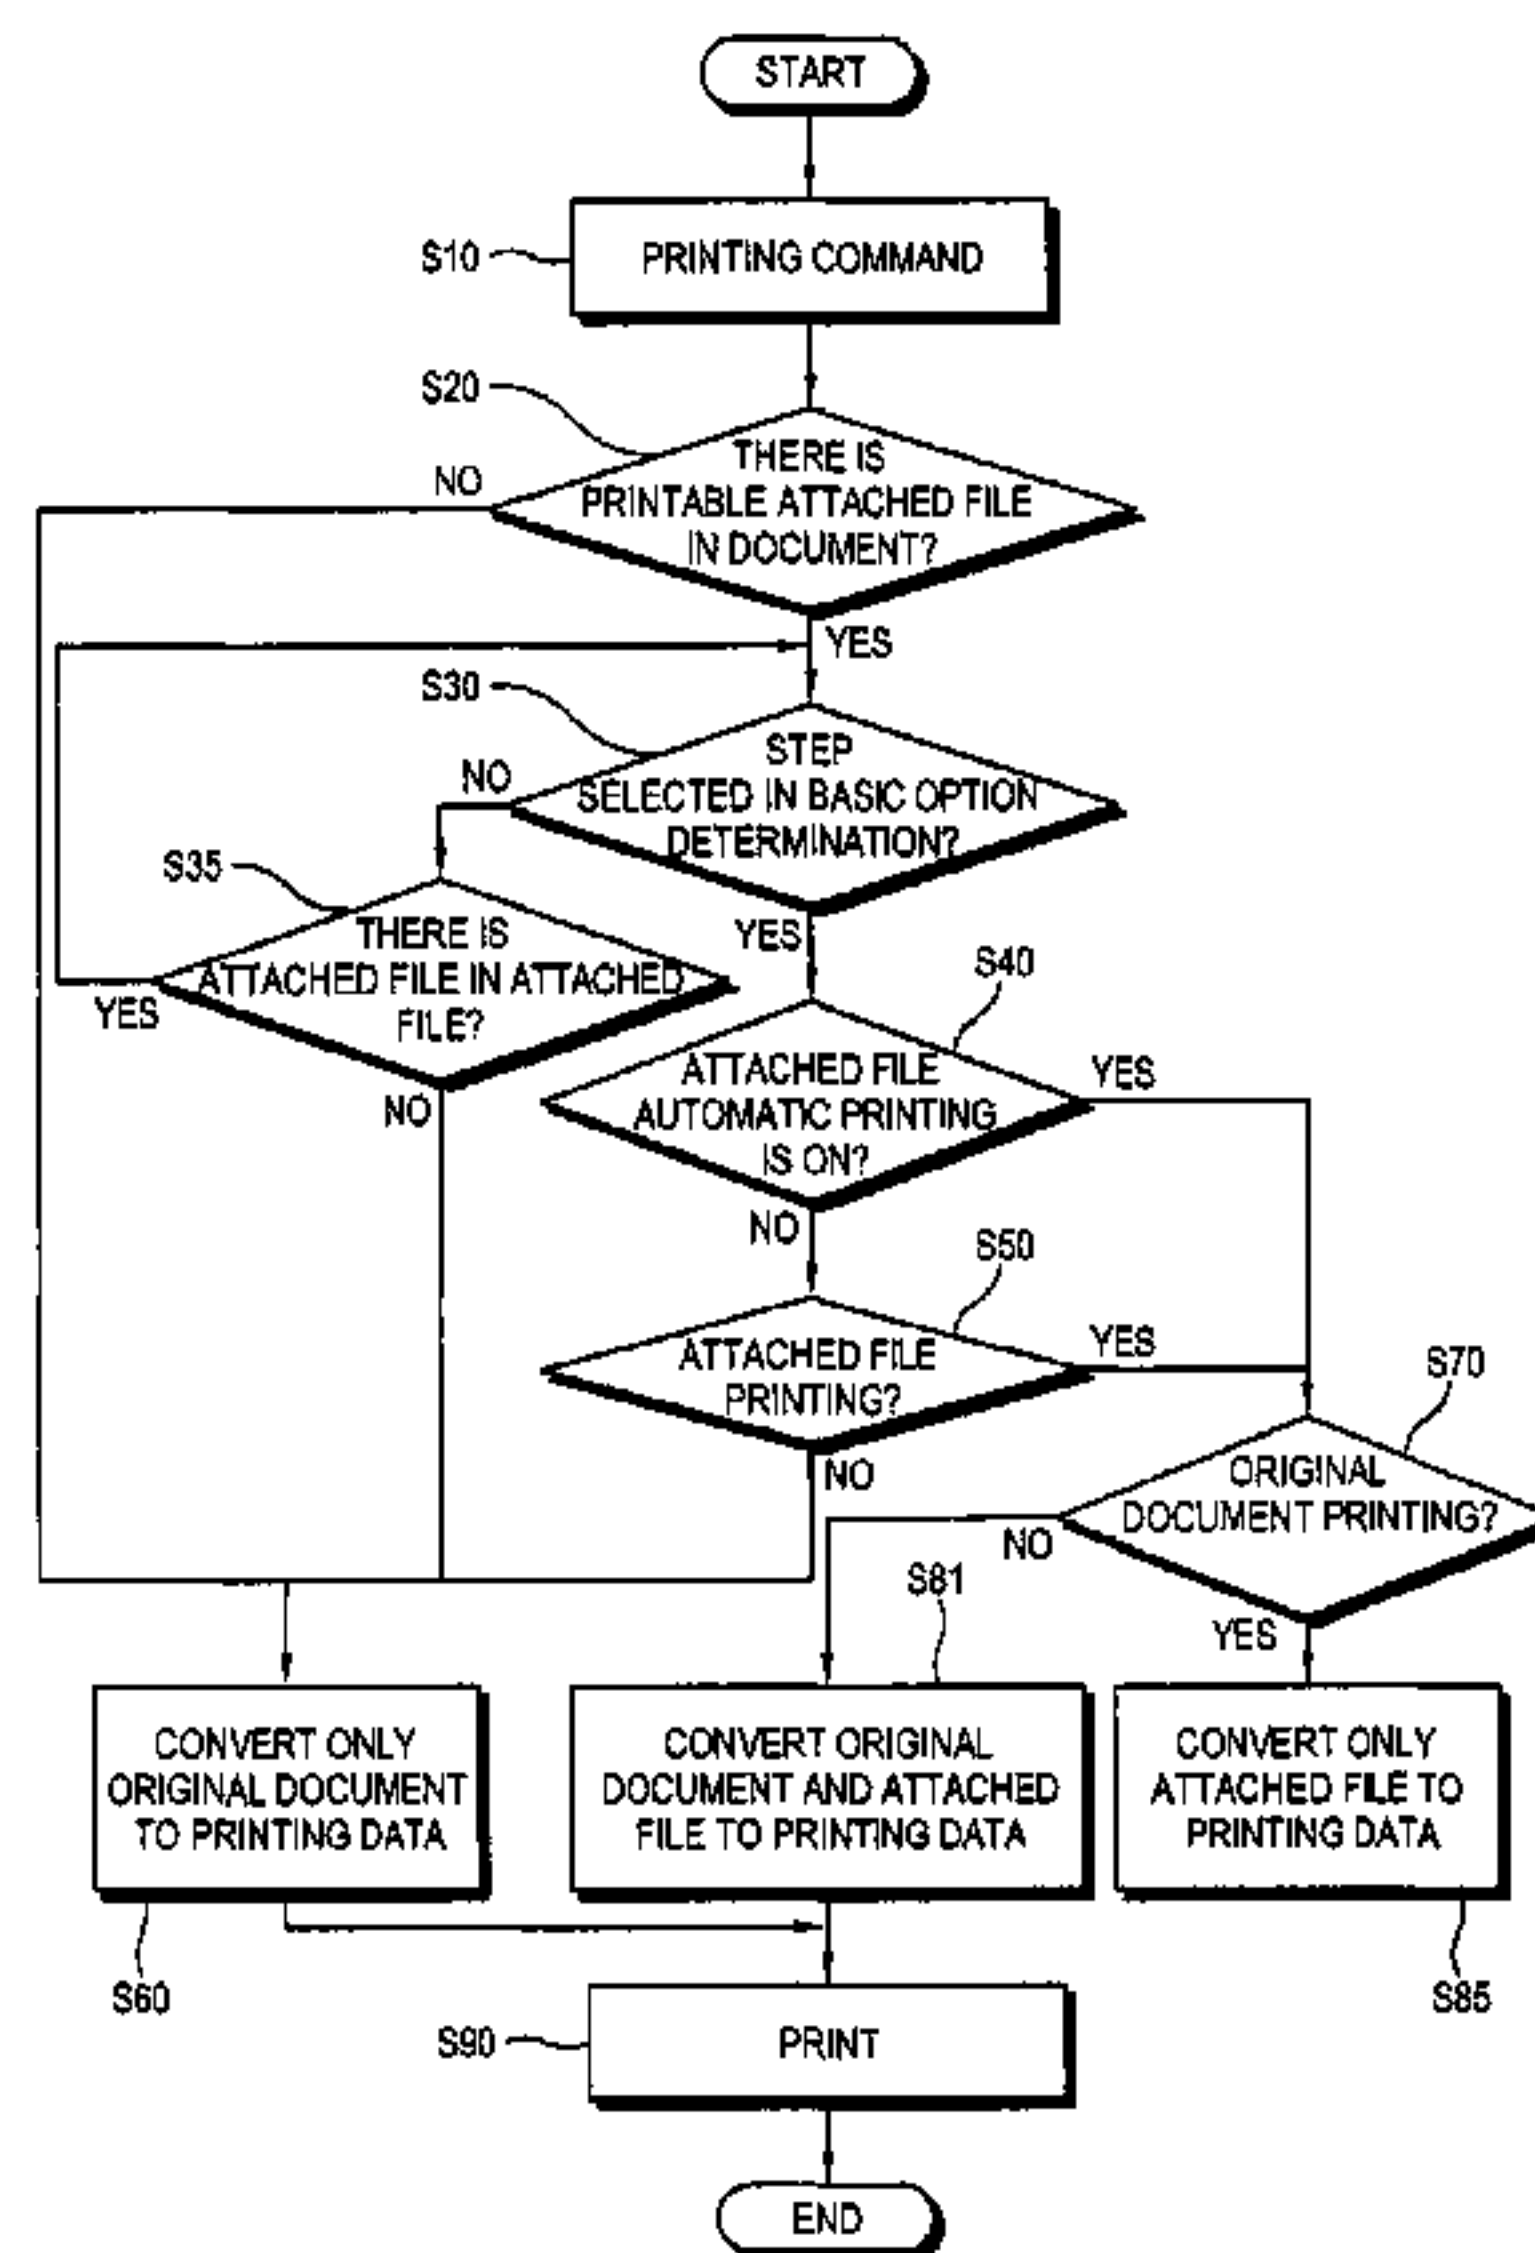 START
S10
PRINTING COMMAND
S20
THERE IS
PRINTABLE ATTACHED FILE
IN DOCUMENT?
NO
YES
S30
STEP
SELECTED IN BASIC OPTION
DETERMINATION?
NO
YES
S35
THERE IS
ATTACHED FILE IN ATTACHED
FILE?
YES
NO
S40
ATTACHED FILE
AUTOMATIC PRINTING
IS ON?
YES
NO
S50
ATTACHED FILE
PRINTING?
YES
NO
S70
ORIGINAL
DOCUMENT PRINTING?
NO
YES
S81
CONVERT ONLY
ORIGINAL DOCUMENT
TO PRINTING DATA
CONVERT ORIGINAL
DOCUMENT AND ATTACHED
FILE TO PRINTING DATA
CONVERT ONLY
ATTACHED FILE TO
PRINTING DATA
S60
S85
S90
PRINT
END